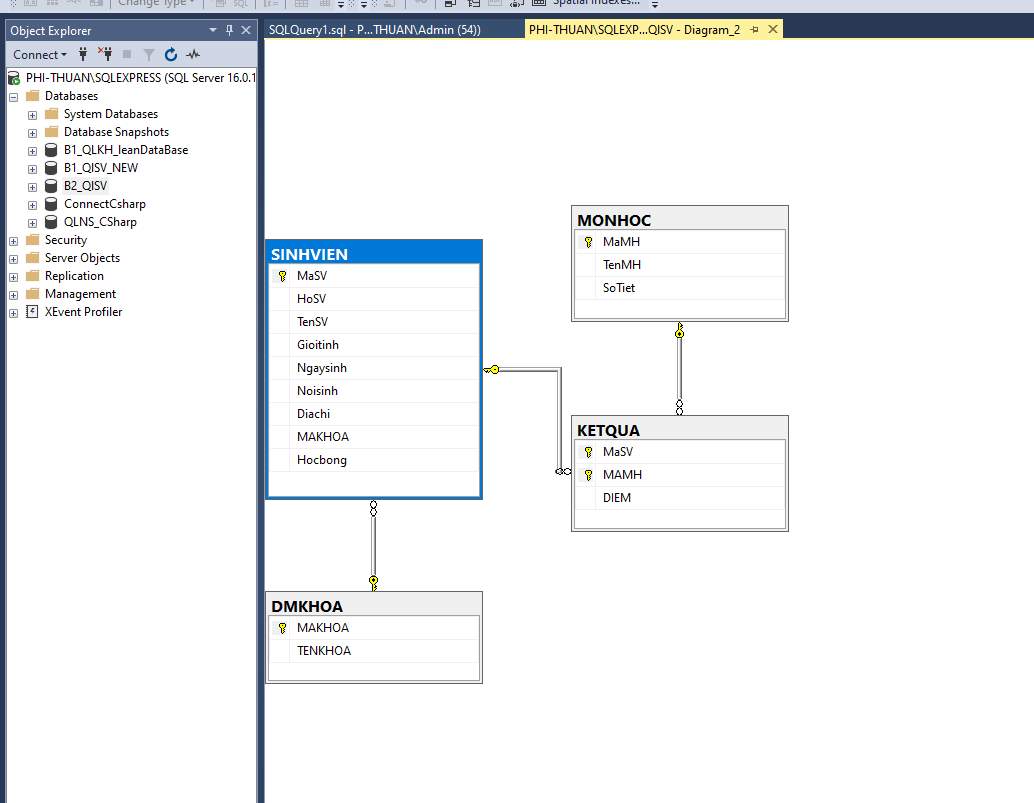 Change Type
SQL
Spatial Indexes...
Object Explorer
SQLQuery1.sql - P...THUAN\Admin (54))
PHI-THUAN\SQLEXP...QISV - Diagram_2
Connect
PHI-THUAN\SQLEXPRESS (SQL Server 16.0.1
Databases
System Databases
Database Snapshots
B1_QLKH_leanDataBase
B1_QISV_NEW
B2_QISV
ConnectCsharp
QLNS_CSharp
Security
Server Objects
Replication
Management
XEvent Profiler
SINHVIEN
MaSV
HoSV
TenSV
Gioitinh
Ngaysinh
Noisinh
Diachi
MAKHOA
Hocbong
MONHOC
MaMH
TenMH
SoTiet
KETQUA
MaSV
MAMH
DIEM
DMKHOA
MAKHOA
TENKHOA